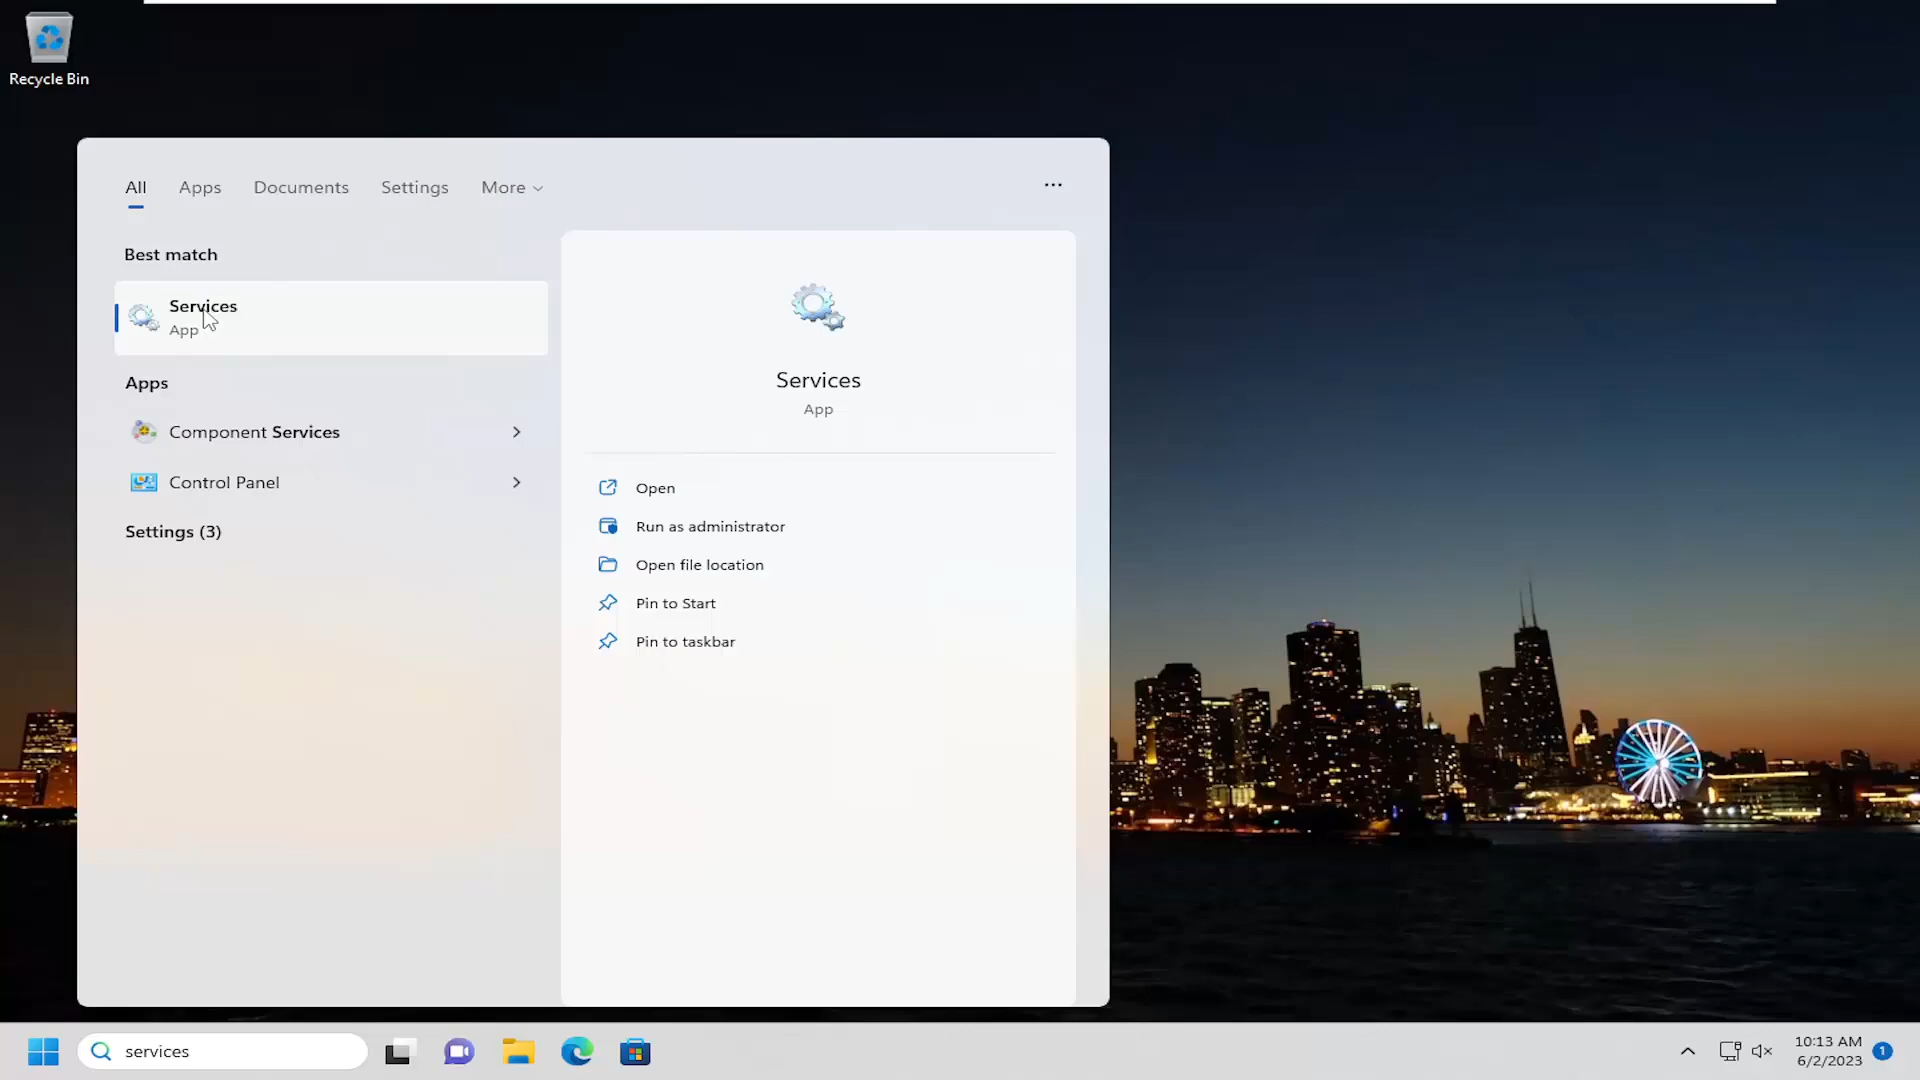 Recycle Bin
All Apps Documents Settings More
Best match
Services
App
Services
App
Apps
Component Services
Control Panel
Settings (3)
Open
Run as administrator
Open file location
Pin to Start
Pin to taskbar
services
10:13 AM
6/2/2023
1